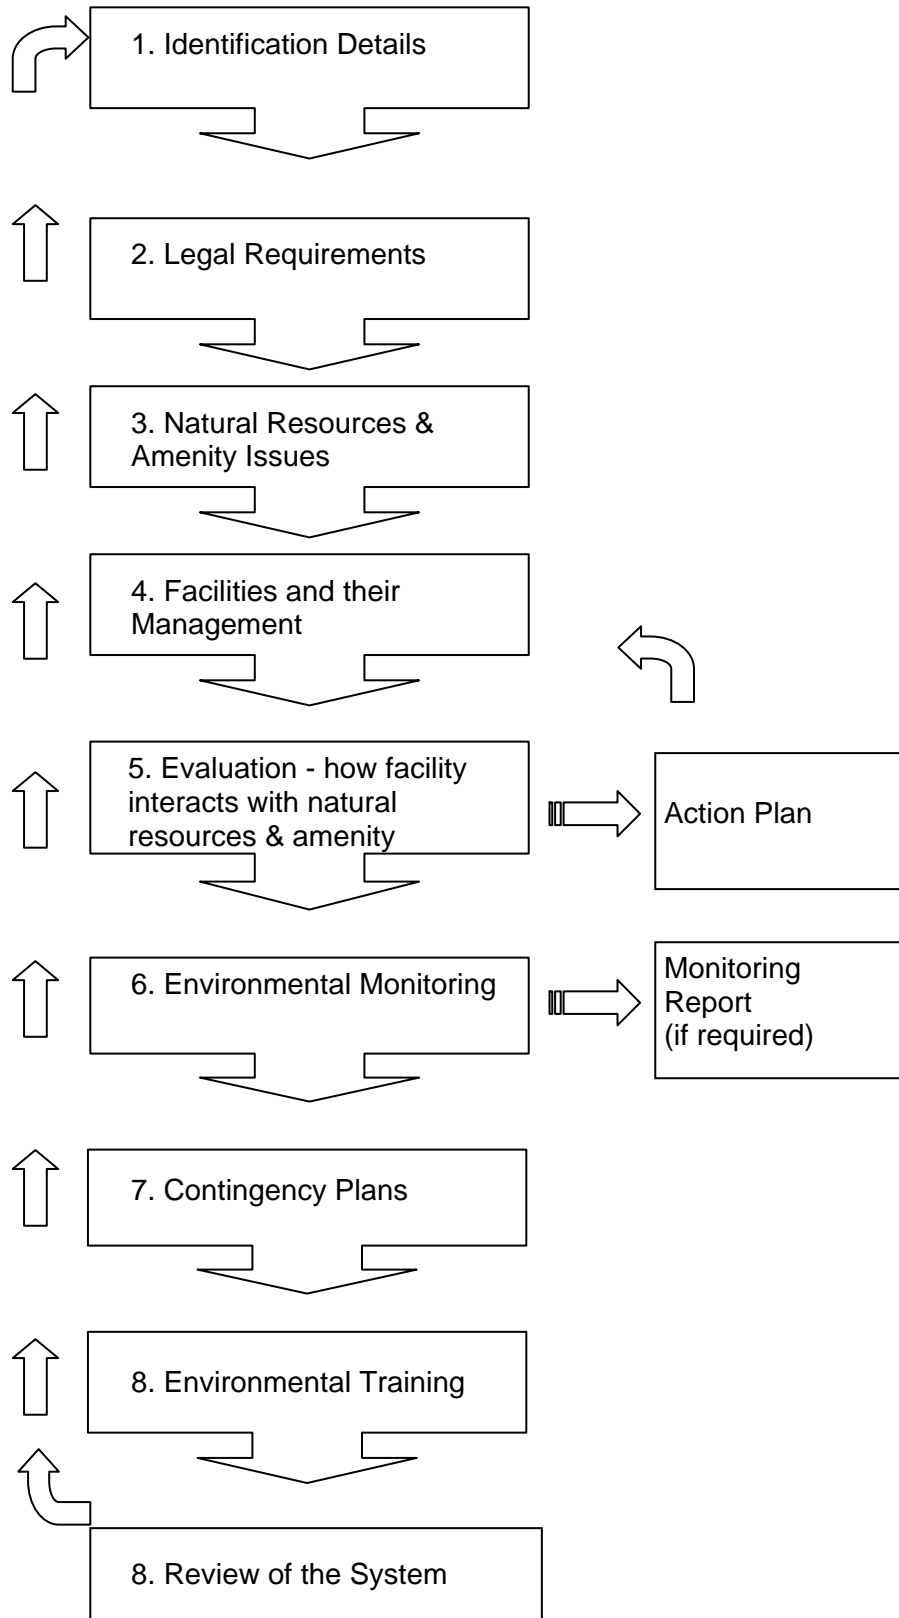 1. Identification Details
2. Legal Requirements
3. Natural Resources &
Amenity Issues
4. Facilities and their
Management
5. Evaluation - how facility
interacts with natural
resources & amenity
Action Plan
6. Environmental Monitoring
Monitoring
Report
(if required)
7. Contingency Plans
8. Environmental Training
8. Review of the System